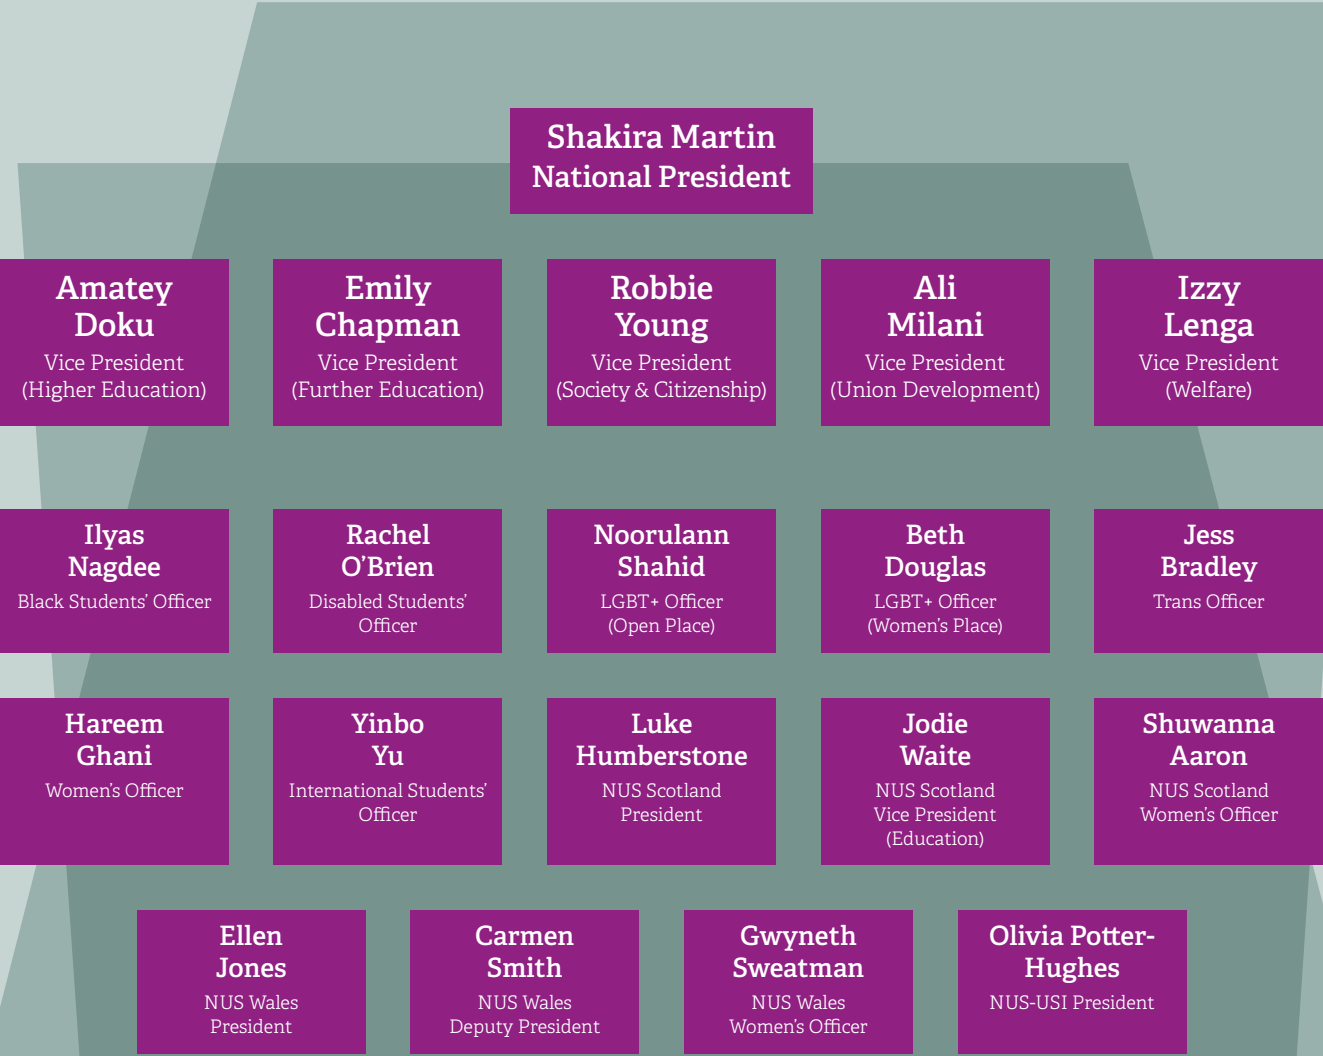 Shakira Martin
National President
Amatey
Doku
Vice President
(Higher Education)
Emily
Chapman
Vice President
(Further Education)
Robbie
Young
Vice President
(Society & Citizenship)
Ali
Milani
Vice President
(Union Development)
Izzy
Lenga
Vice President
(Welfare)
Ilyas
Nagdee
Black Students’ Officer
Rachel
O’Brien
Disabled Students’
Officer
Noorulann
Shahid
LGBT+ Officer
(Open Place)
Beth
Douglas
LGBT+ Officer
(Women’s Place)
Jess
Bradley
Trans Officer
Hareem
Ghani
Women’s Officer
Yinbo
Yu
International Students’
Officer
Luke
Humberstone
NUS Scotland
President
Jodie
Waite
NUS Scotland
Vice President
(Education)
Shuwanna
Aaron
NUS Scotland
Women’s Officer
Ellen
Jones
NUS Wales
President
Carmen
Smith
NUS Wales
Deputy President
Gwyneth
Sweatman
NUS Wales
Women’s Officer
Olivia Potter-
Hughes
NUS-USI President